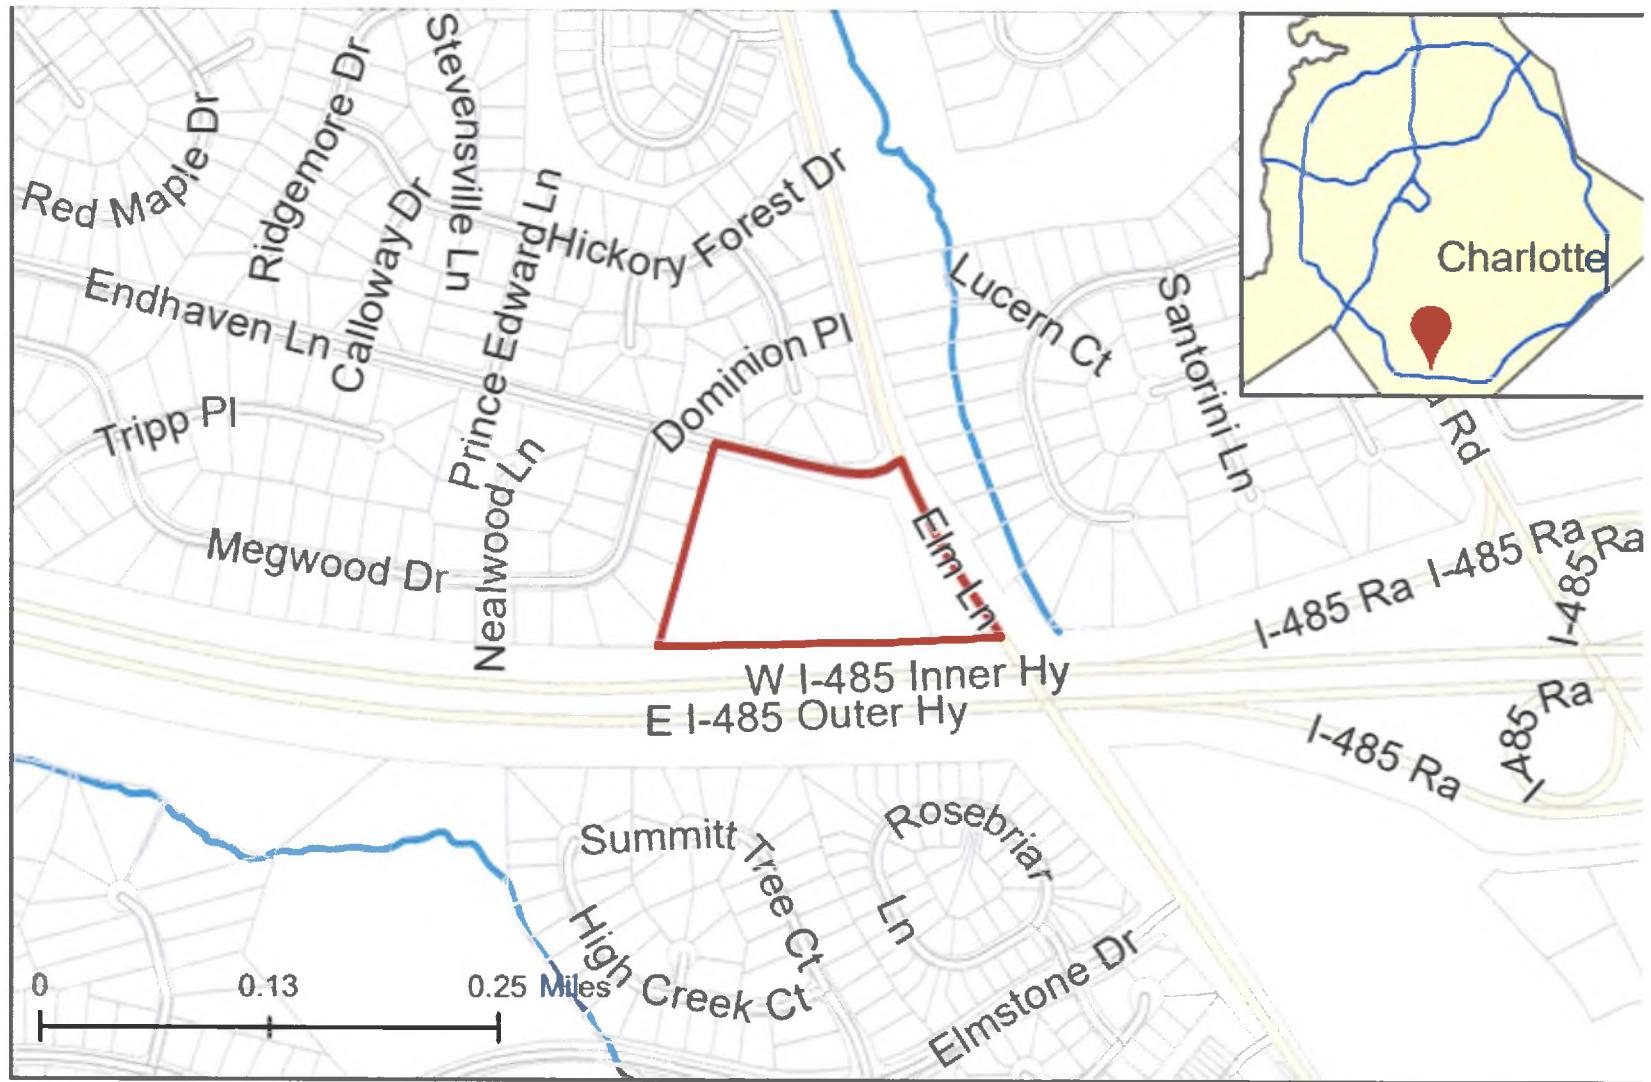 Stevensville Ln
Ridgemore Dr
Red Maple Dr
Calloway Dr
Prince Edward Ln
Hickory Forest Dr
Charlotte
Endhaven Ln
Lucern Ct
Santorini Ln
Dominion Pl
Tripp Pl
Rd
Nealwood Ln
Megwood Dr
Elm Ln
I-485 Ra
I-485 Ra
I-485 Ra
W I-485 Inner Hy
E I-485 Outer Hy
I-485 Ra
I-485 Ra
Summitt Tree Ct
Rosebriar Ln
High Creek Ct
Elmstone Dr
0 0.13 0.25 Miles